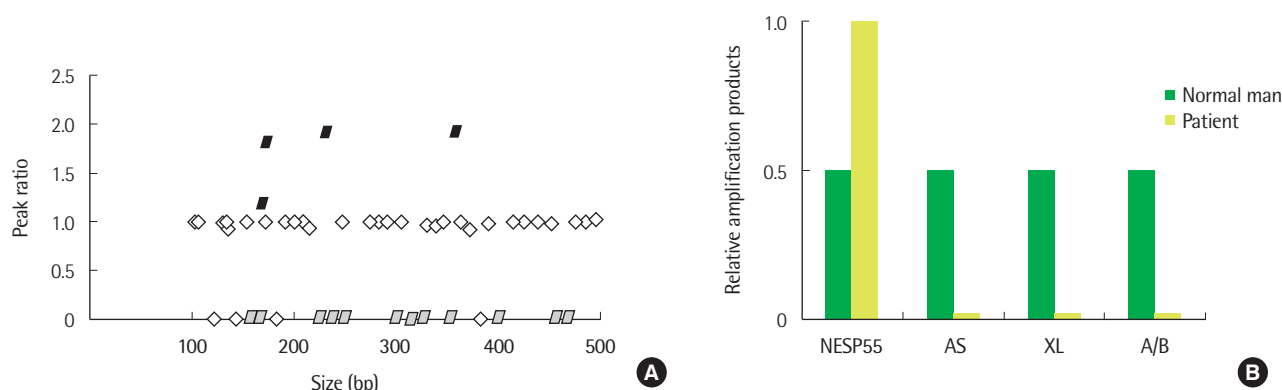 Peak ratio
2.5
2.0
1.5
1.0
0.5
0
100 200 300 400 500
Size (bp)
A
Relative amplification products
1.0
0.5
0
NESP55 AS XL A/B
Normal man
Patient
B